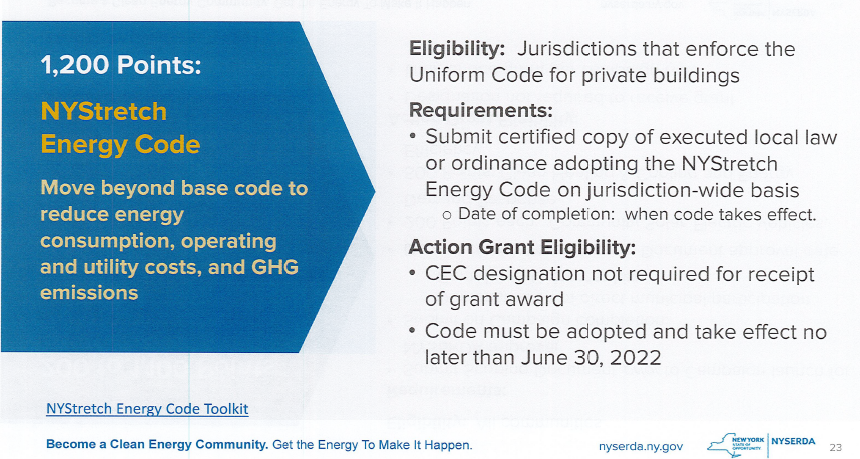 1,200 Points:
NYStretch
Energy Code
Move beyond base code to
reduce energy
consumption, operating
and utility costs, and GHG
emissions
NYStretch Energy Code Toolkit
Eligibility: Jurisdictions that enforce the
Uniform Code for private buildings
Requirements:
• Submit certified copy of executed local law
or ordinance adopting the NYStretch
Energy Code on jurisdiction-wide basis
o Date of completion: when code takes effect.
Action Grant Eligibility:
• CEC designation not required for receipt
of grant award
• Code must be adopted and take effect no
later than June 30, 2022
Become a Clean Energy Community. Get the Energy To Make It Happen.
nyserda.ny.gov
NEW YORK
STATE OF
OPPORTUNITY
NYSERDA
23